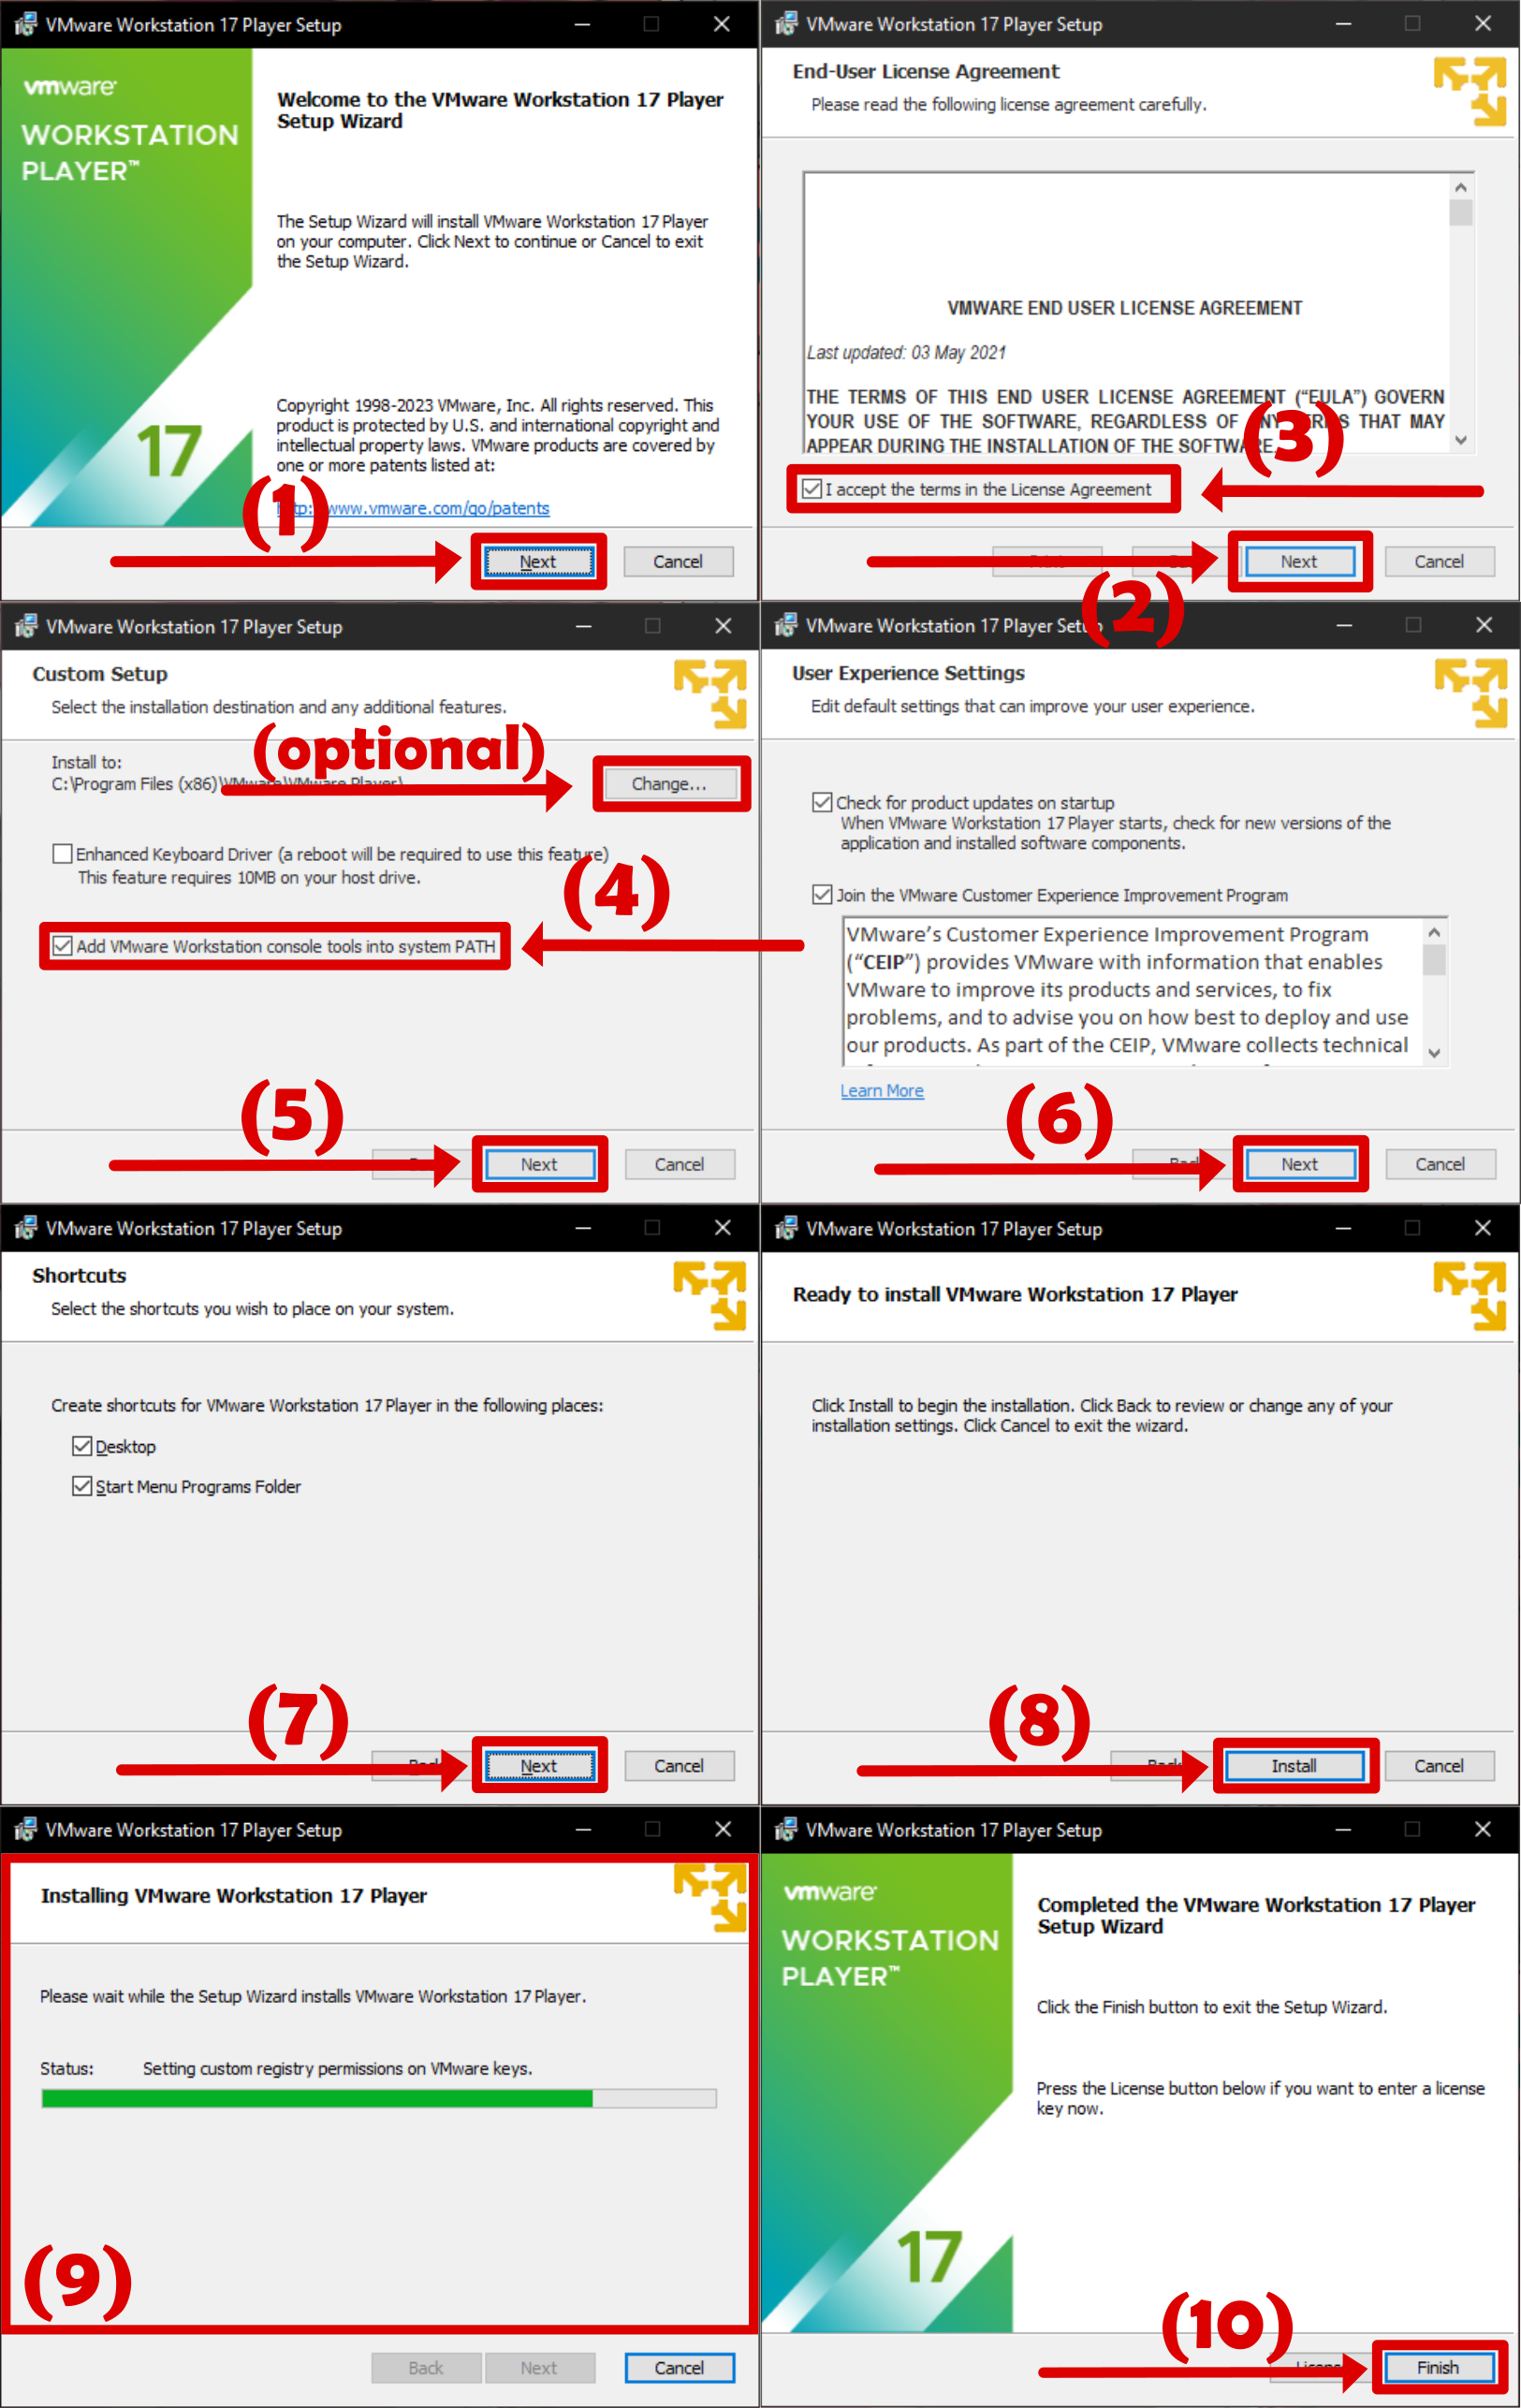 VMware Workstation 17 Player Setup
vmware
WORKSTATION
PLAYER™
17
Welcome to the VMware Workstation 17 Player
Setup Wizard
The Setup Wizard will install VMware Workstation 17 Player
on your computer. Click Next to continue or Cancel to exit
the Setup Wizard.
Copyright 1998-2023 VMware, Inc. All rights reserved. This
product is protected by U.S. and international copyright and
intellectual property laws. VMware products are covered by
one or more patents listed at:
http://www.vmware.com/go/patents
(1)
Next
Cancel
VMware Workstation 17 Player Setup
End-User License Agreement
Please read the following license agreement carefully.
VMWARE END USER LICENSE AGREEMENT
Last updated: 03 May 2021
THE TERMS OF THIS END USER LICENSE AGREEMENT (“EULA”) GOVERN
YOUR USE OF THE SOFTWARE, REGARDLESS OF ANY TERMS THAT MAY
APPEAR DURING THE INSTALLATION OF THE SOFTWARE.
(3)
I accept the terms in the License Agreement
Next
Cancel
(2)
VMware Workstation 17 Player Setup
Custom Setup
Select the installation destination and any additional features.
(optional)
Install to:
C:\Program Files (x86)\VMware\VMware Player\
Change...
Enhanced Keyboard Driver (a reboot will be required to use this feature)
This feature requires 10MB on your host drive.
(4)
Add VMware Workstation console tools into system PATH
(5)
Next
Cancel
VMware Workstation 17 Player Setup
User Experience Settings
Edit default settings that can improve your user experience.
Check for product updates on startup
When VMware Workstation 17 Player starts, check for new versions of the
application and installed software components.
Join the VMware Customer Experience Improvement Program
VMware’s Customer Experience Improvement Program
(“CEIP”) provides VMware with information that enables
VMware to improve its products and services, to fix
problems, and to advise you on how best to deploy and use
our products. As part of the CEIP, VMware collects technical
Learn More
(6)
Back
Next
Cancel
VMware Workstation 17 Player Setup
Shortcuts
Select the shortcuts you wish to place on your system.
Create shortcuts for VMware Workstation 17 Player in the following places:
Desktop
Start Menu Programs Folder
(7)
Back
Next
Cancel
VMware Workstation 17 Player Setup
Ready to install VMware Workstation 17 Player
Click Install to begin the installation. Click Back to review or change any of your
installation settings. Click Cancel to exit the wizard.
(8)
Back
Install
Cancel
VMware Workstation 17 Player Setup
Installing VMware Workstation 17 Player
Please wait while the Setup Wizard installs VMware Workstation 17 Player.
Status: Setting custom registry permissions on VMware keys.
(9)
Back
Next
Cancel
VMware Workstation 17 Player Setup
vmware
WORKSTATION
PLAYER™
17
Completed the VMware Workstation 17 Player
Setup Wizard
Click the Finish button to exit the Setup Wizard.
Press the License button below if you want to enter a license
key now.
(10)
License
Finish